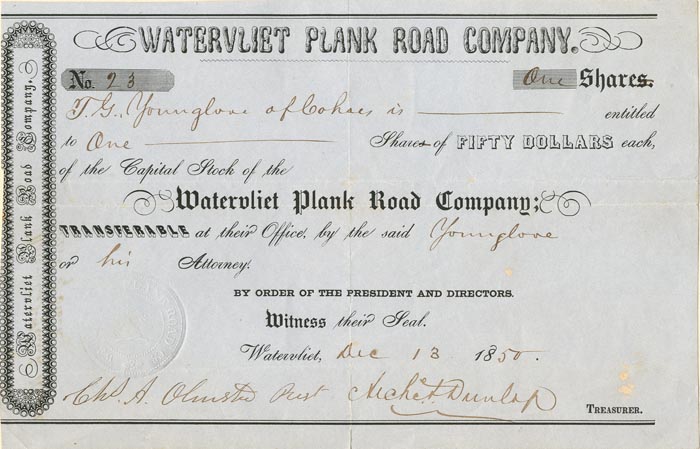 WATERVLIET PLANK ROAD COMPANY.
No. 23 One Shares.
T. G. Younglove of Cohoes is entitled
to One Shares of FIFTY DOLLARS each,
of the Capital Stock of the
Watervliet Plank Road Company;
TRANSFERABLE at their Office, by the said Younglove
or his Attorney.
BY ORDER OF THE PRESIDENT AND DIRECTORS.
Witness their Seal.
Watervliet, Dec 13 1850.
Chs. A. Olmsted Prest Archd. Dunlop
TREASURER.
Watervliet Plank Road Company.